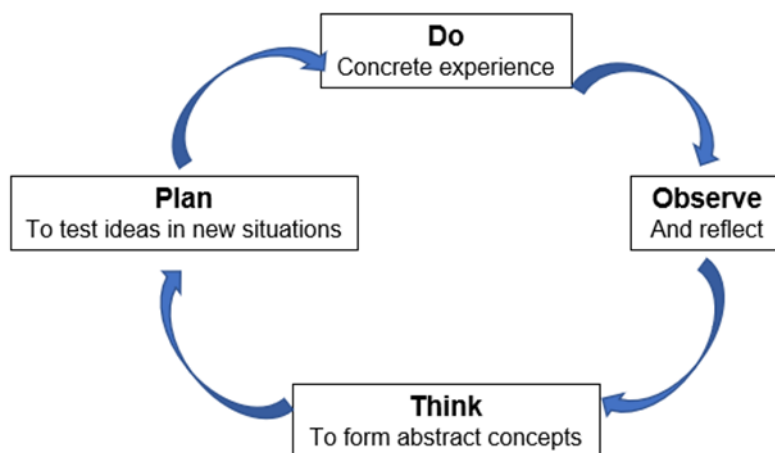 Do
Concrete experience
Plan
To test ideas in new situations
Observe
And reflect
Think
To form abstract concepts